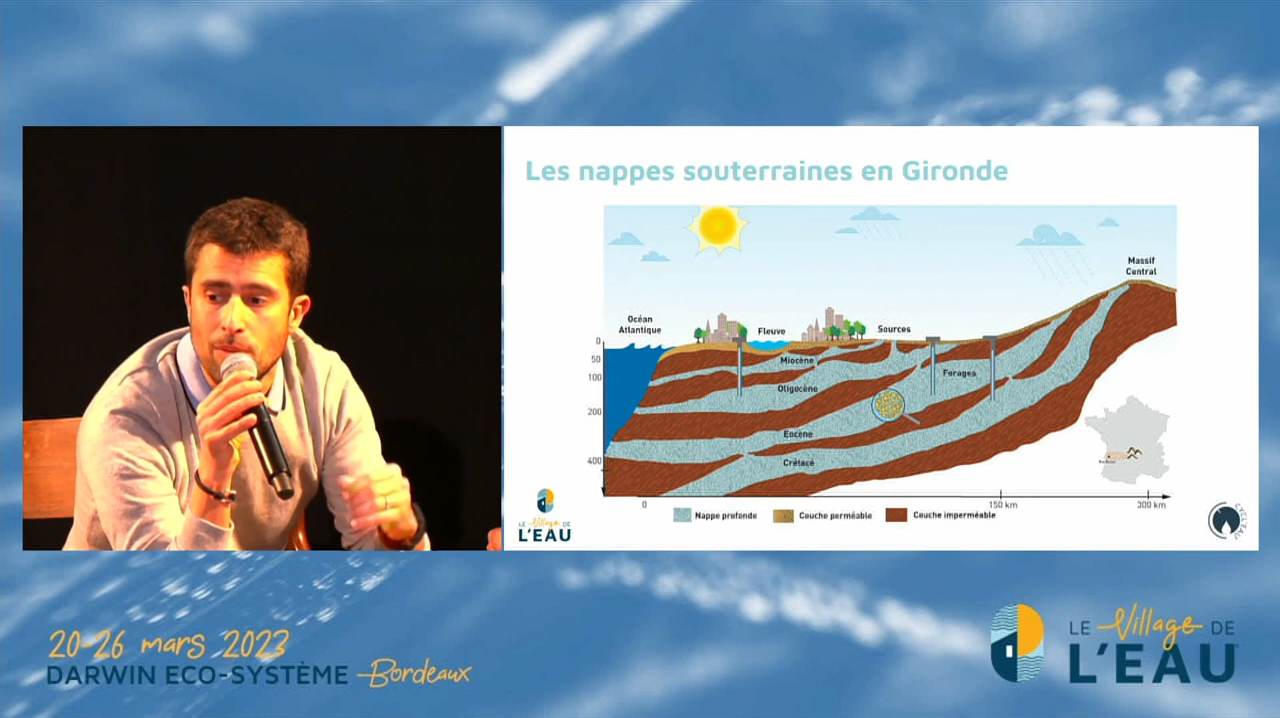 Les nappes souterraines en Gironde
Massif
Central
Océan
Atlantique
Fleuve
Sources
0
50
100
200
400
Miocène
Oligocène
Forages
Eocène
Crétacé
0
150 km
300 km
Nappe profonde
Couche perméable
Couche imperméable
LE Village DE
L'EAU
CYCL'EAU
20-26 mars 2023
DARWIN ECO-SYSTÈME Bordeaux
LE Village DE
L'EAU